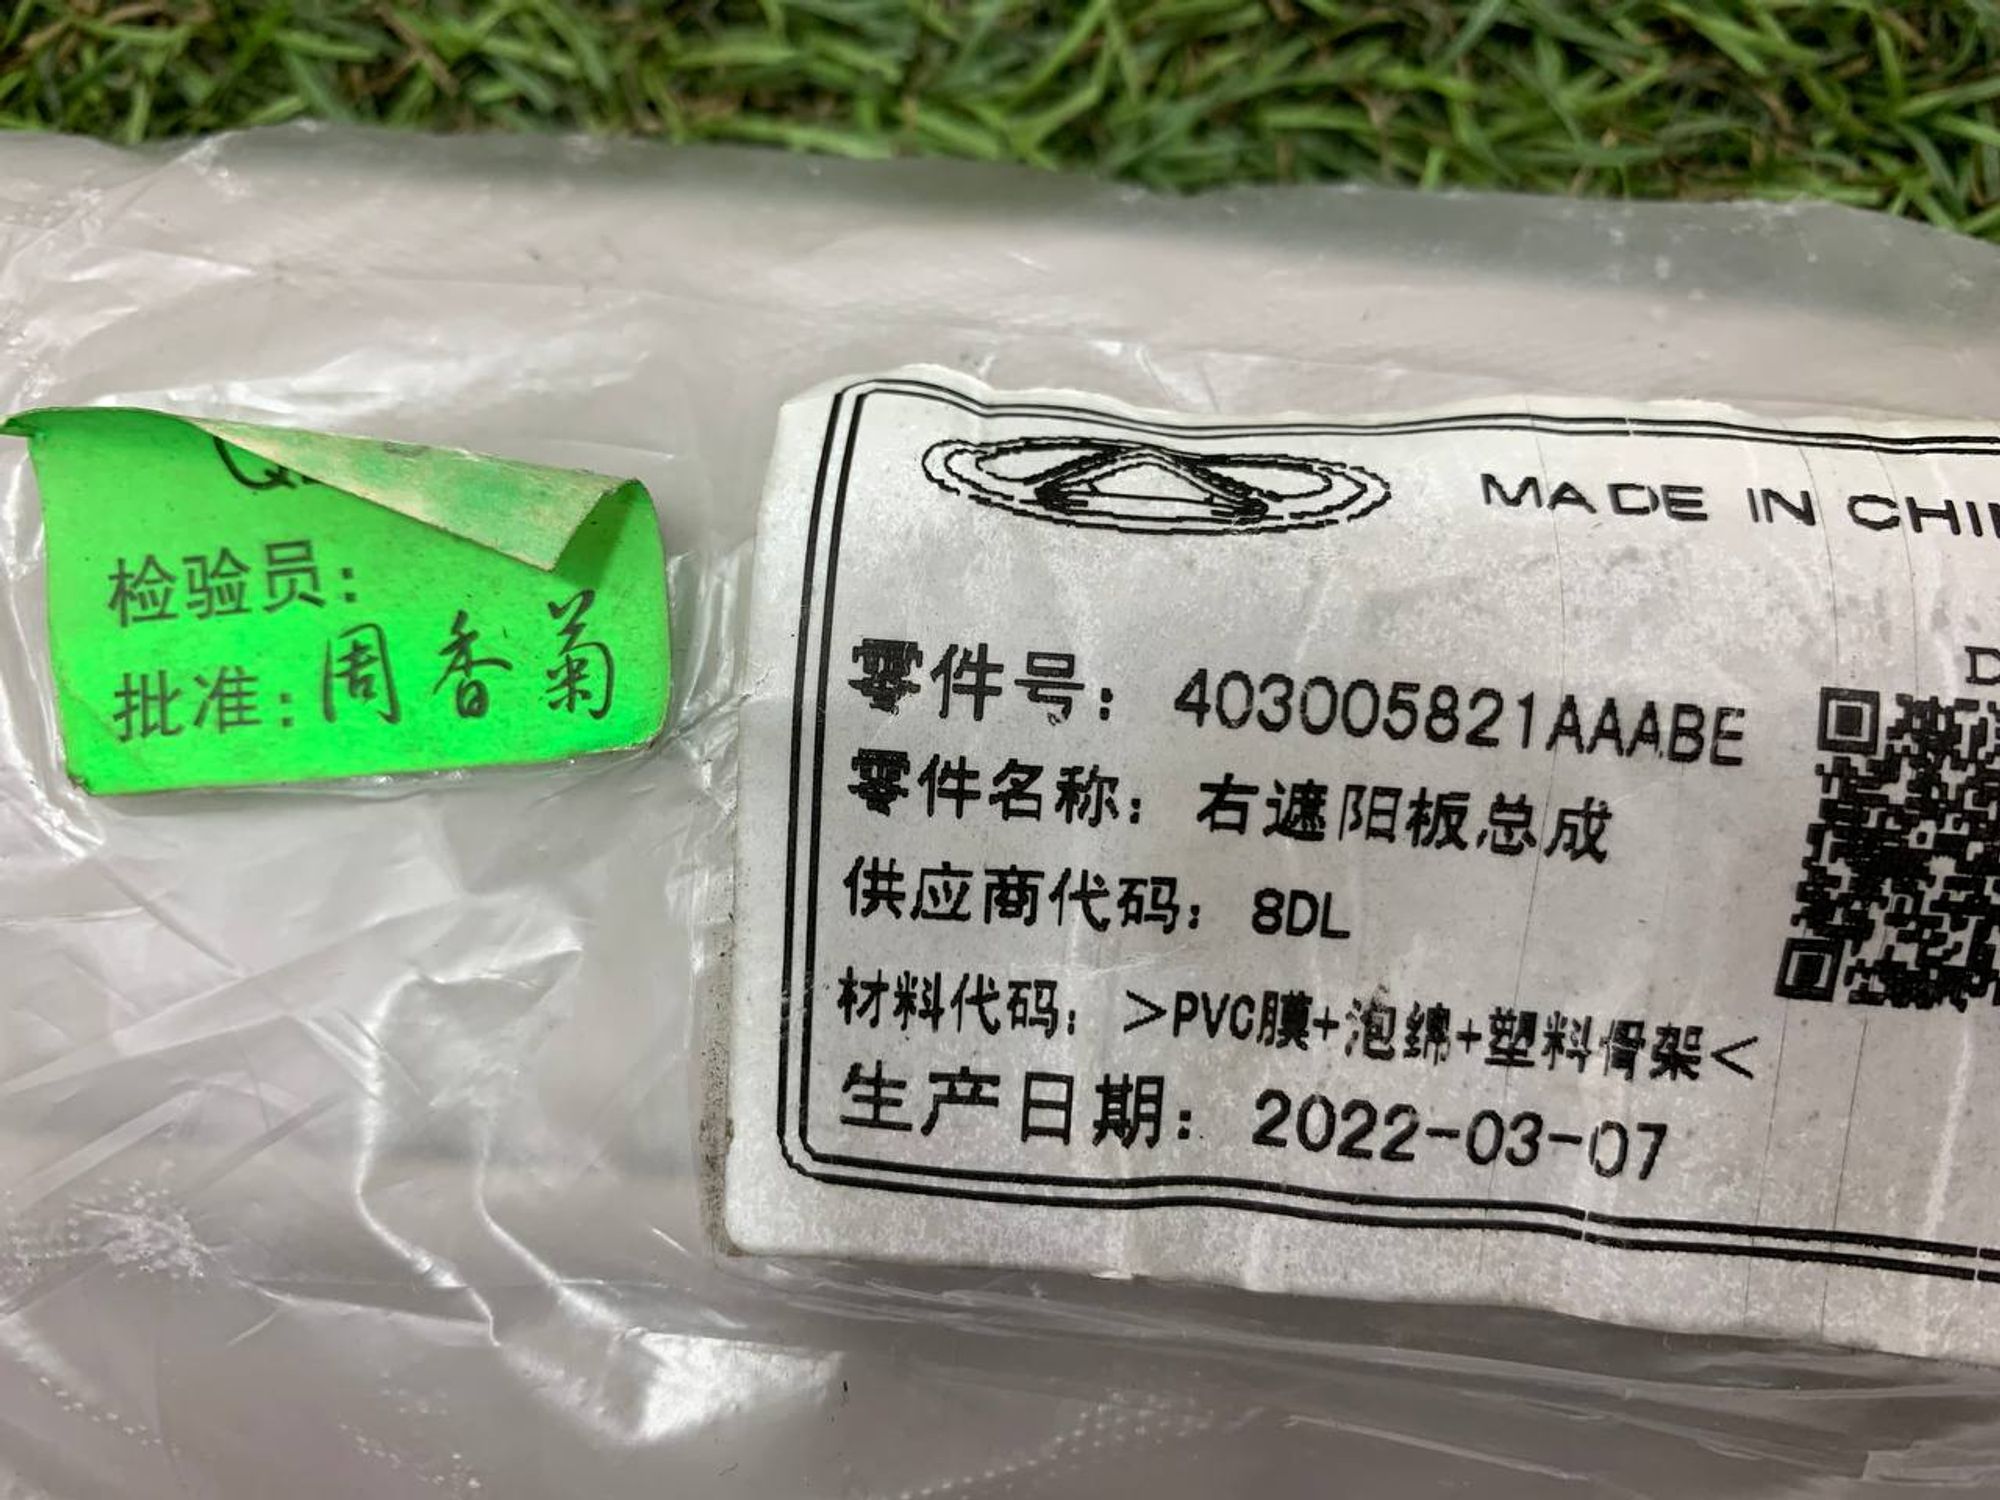 检验员:
批准: 周香菊
MADE IN CHI
零件号: 403005821AAABE
零件名称: 右遮阳板总成
供应商代码: 8DL
材料代码: >PVC膜+泡绵+塑料骨架<
生产日期: 2022-03-07